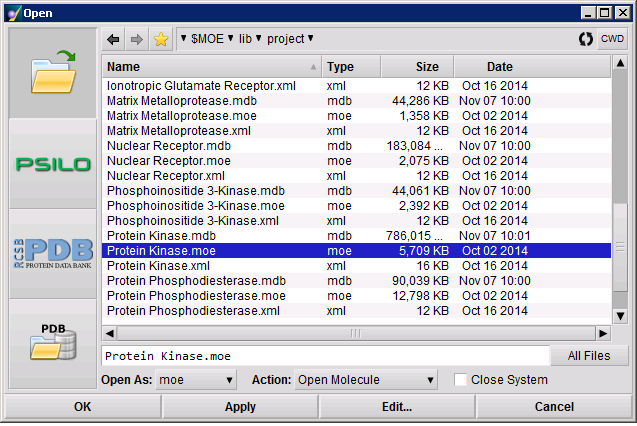 Open
$MOE lib project CWD
Name Type Size Date
Ionotropic Glutamate Receptor.xml xml 12 KB Oct 16 2014
Matrix Metalloprotease.mdb mdb 44,286 KB Nov 07 10:00
Matrix Metalloprotease.moe moe 1,358 KB Oct 02 2014
Matrix Metalloprotease.xml xml 12 KB Oct 16 2014
Nuclear Receptor.mdb mdb 183,084 ... Nov 07 10:00
Nuclear Receptor.moe moe 2,075 KB Oct 02 2014
Nuclear Receptor.xml xml 12 KB Oct 16 2014
Phosphoinositide 3-Kinase.mdb mdb 44,061 KB Nov 07 10:00
Phosphoinositide 3-Kinase.moe moe 2,392 KB Oct 02 2014
Phosphoinositide 3-Kinase.xml xml 12 KB Oct 16 2014
Protein Kinase.mdb mdb 786,015 ... Nov 07 10:01
Protein Kinase.moe moe 5,709 KB Oct 02 2014
Protein Kinase.xml xml 16 KB Oct 16 2014
Protein Phosphodiesterase.mdb mdb 90,039 KB Nov 07 10:00
Protein Phosphodiesterase.moe moe 12,798 KB Oct 02 2014
Protein Phosphodiesterase.xml xml 12 KB Oct 16 2014
PSILO
RCSB PDB
PROTEIN DATA BANK
PDB
Protein Kinase.moe All Files
Open As: moe Action: Open Molecule Close System
OK Apply Edit... Cancel